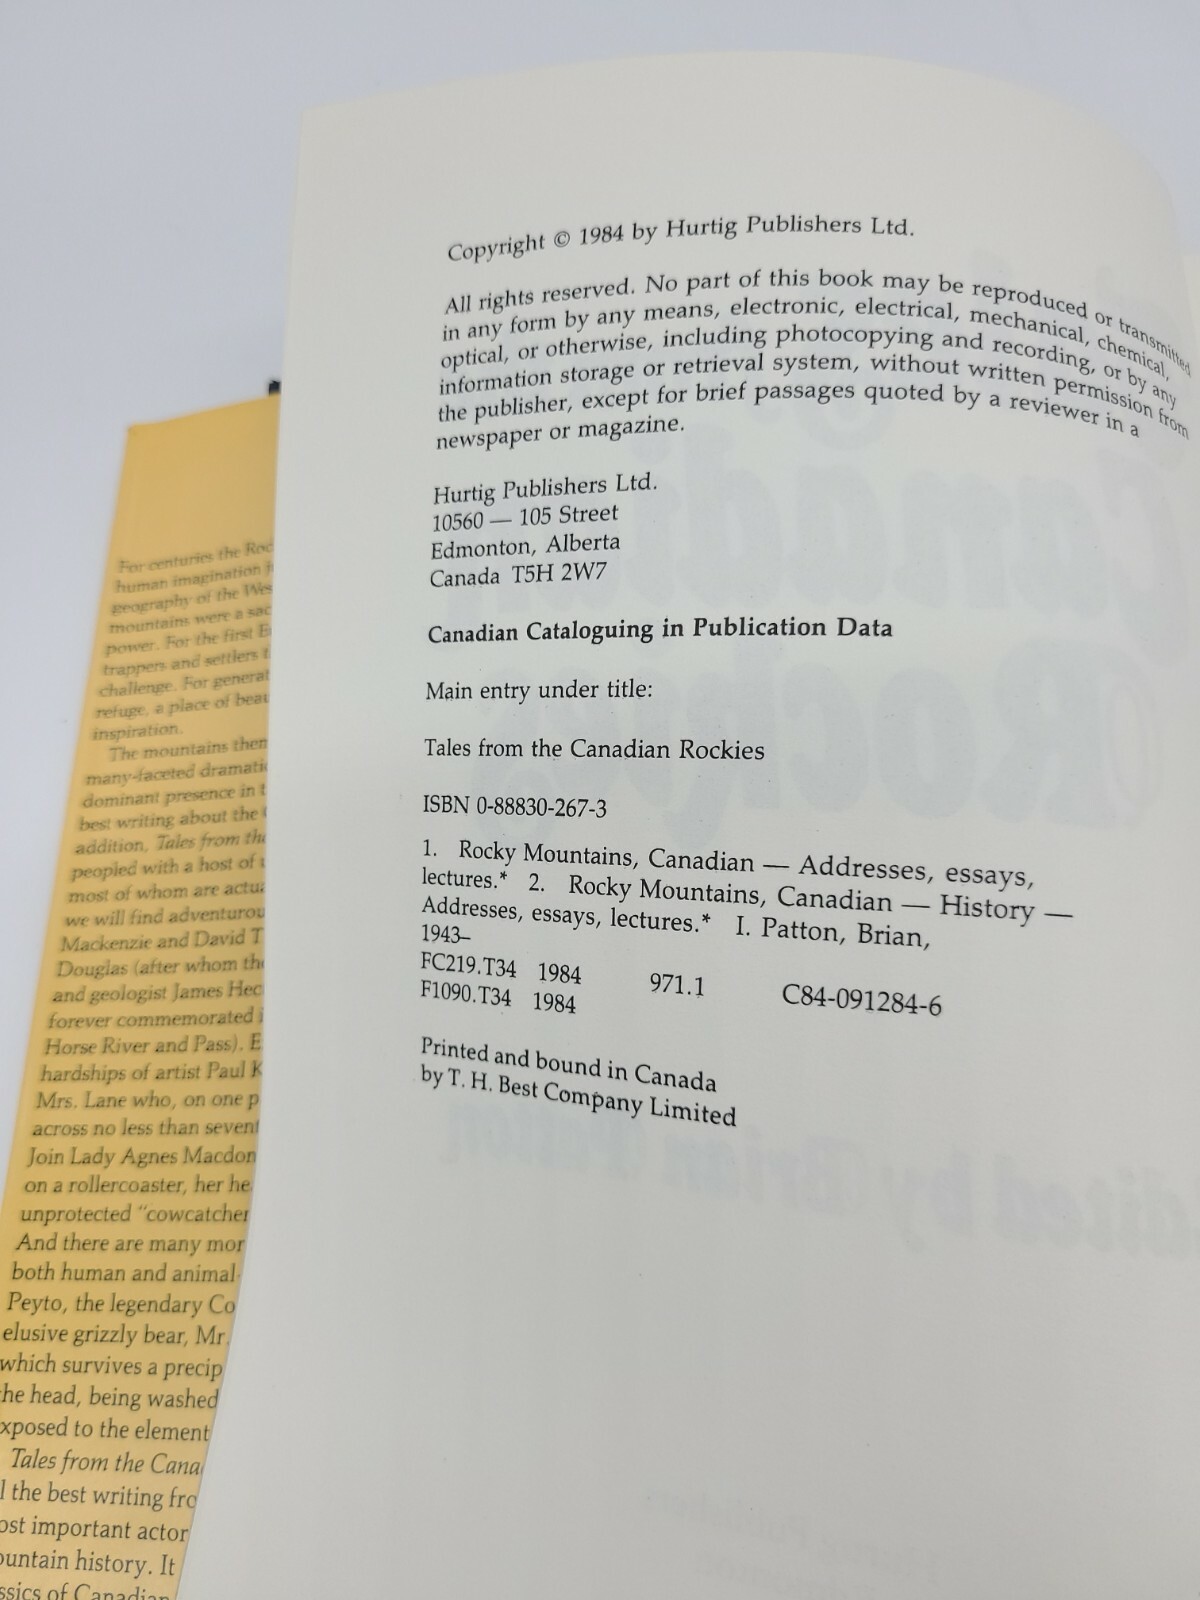 Copyright © 1984 by Hurtig Publishers Ltd.
All rights reserved. No part of this book may be reproduced or transmitted
in any form by any means, electronic, electrical, mechanical, chemical,
optical, or otherwise, including photocopying and recording, or by any
information storage or retrieval system, without written permission from
the publisher, except for brief passages quoted by a reviewer in a
newspaper or magazine.
Hurtig Publishers Ltd.
10560 — 105 Street
Edmonton, Alberta
Canada T5H 2W7
Canadian Cataloguing in Publication Data
Main entry under title:
Tales from the Canadian Rockies
ISBN 0-88830-267-3
1. Rocky Mountains, Canadian — Addresses, essays,
lectures.* 2. Rocky Mountains, Canadian — History —
Addresses, essays, lectures.* I. Patton, Brian,
1943–
FC219.T34 1984 971.1 C84-091284-6
F1090.T34 1984
Printed and bound in Canada
by T. H. Best Company Limited
For centuries the
human imagination
geography of the
mountains were a
power. For the first
trappers and settlers
challenge. For
refuge, a place of
inspiration.
The mountains
many-faceted
dominant presence in
best writing about the
addition, Tales from
peopled with a host of
most of whom are
we will find
Mackenzie and David T
Douglas (after whom
and geologist James Hec
forever commemorated
Horse River and Pass). E
hardships of artist Paul K
Mrs. Lane who, on one p
across no less than sevent
Join Lady Agnes Macdon
on a rollercoaster, her he
unprotected "cowcatcher
And there are many mor
both human and animal
Peyto, the legendary Co
elusive grizzly bear, Mr.
which survives a precip
he head, being washed
xposed to the element
Tales from the Cana
l the best writing fro
ost important actor
ountain history. It
ssics of Canadian